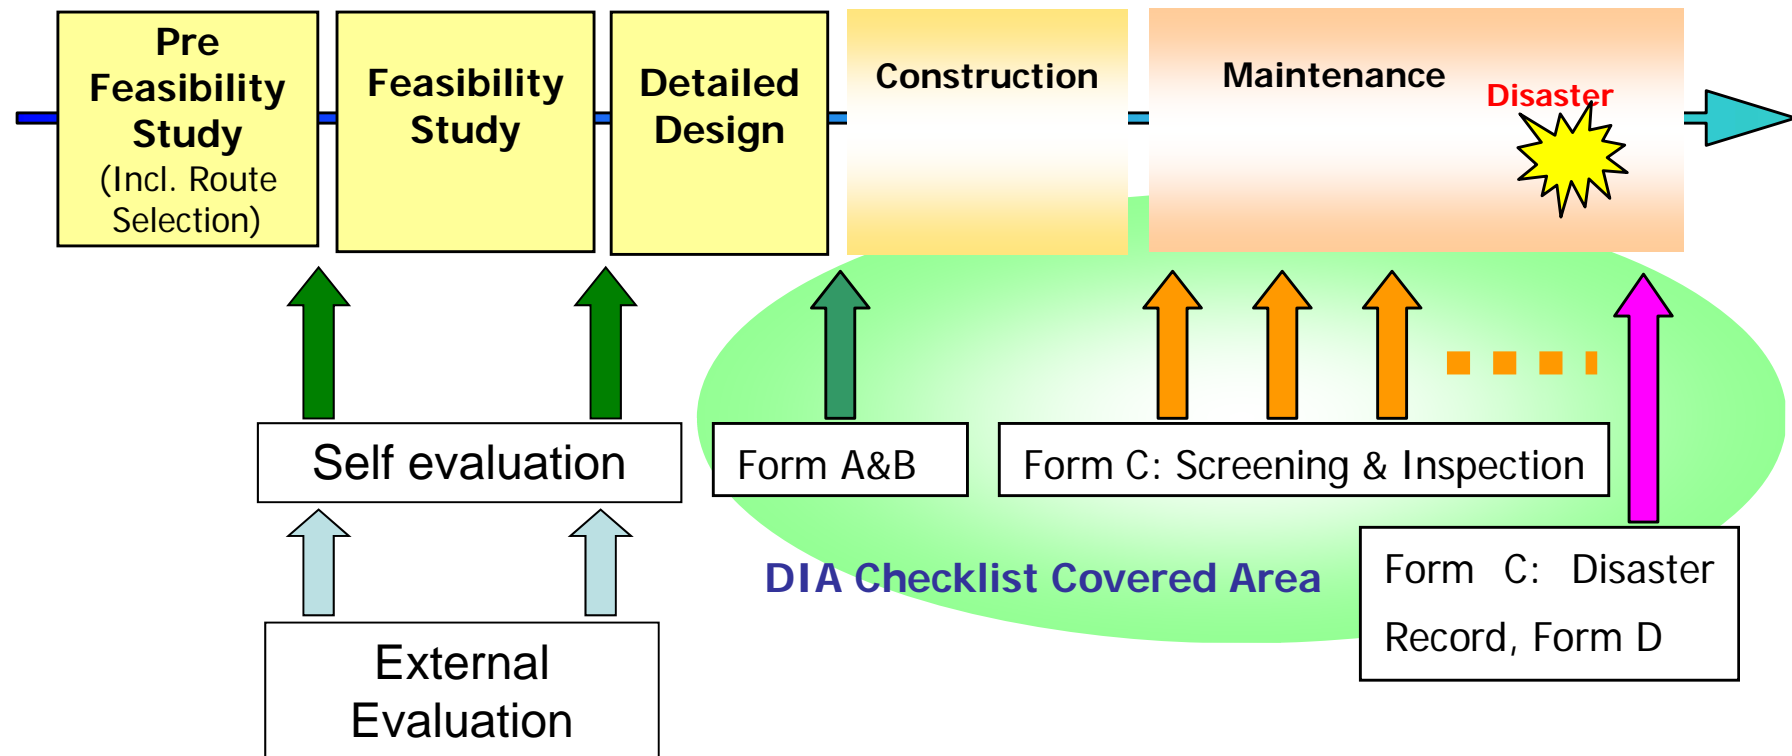 Pre
Feasibility
Study
(Incl. Route
Selection)
Feasibility
Study
Detailed
Design
Construction
Maintenance
Disaster
Self evaluation
Form A&B
Form C: Screening & Inspection
DIA Checklist Covered Area
Form C: Disaster
Record, Form D
External
Evaluation